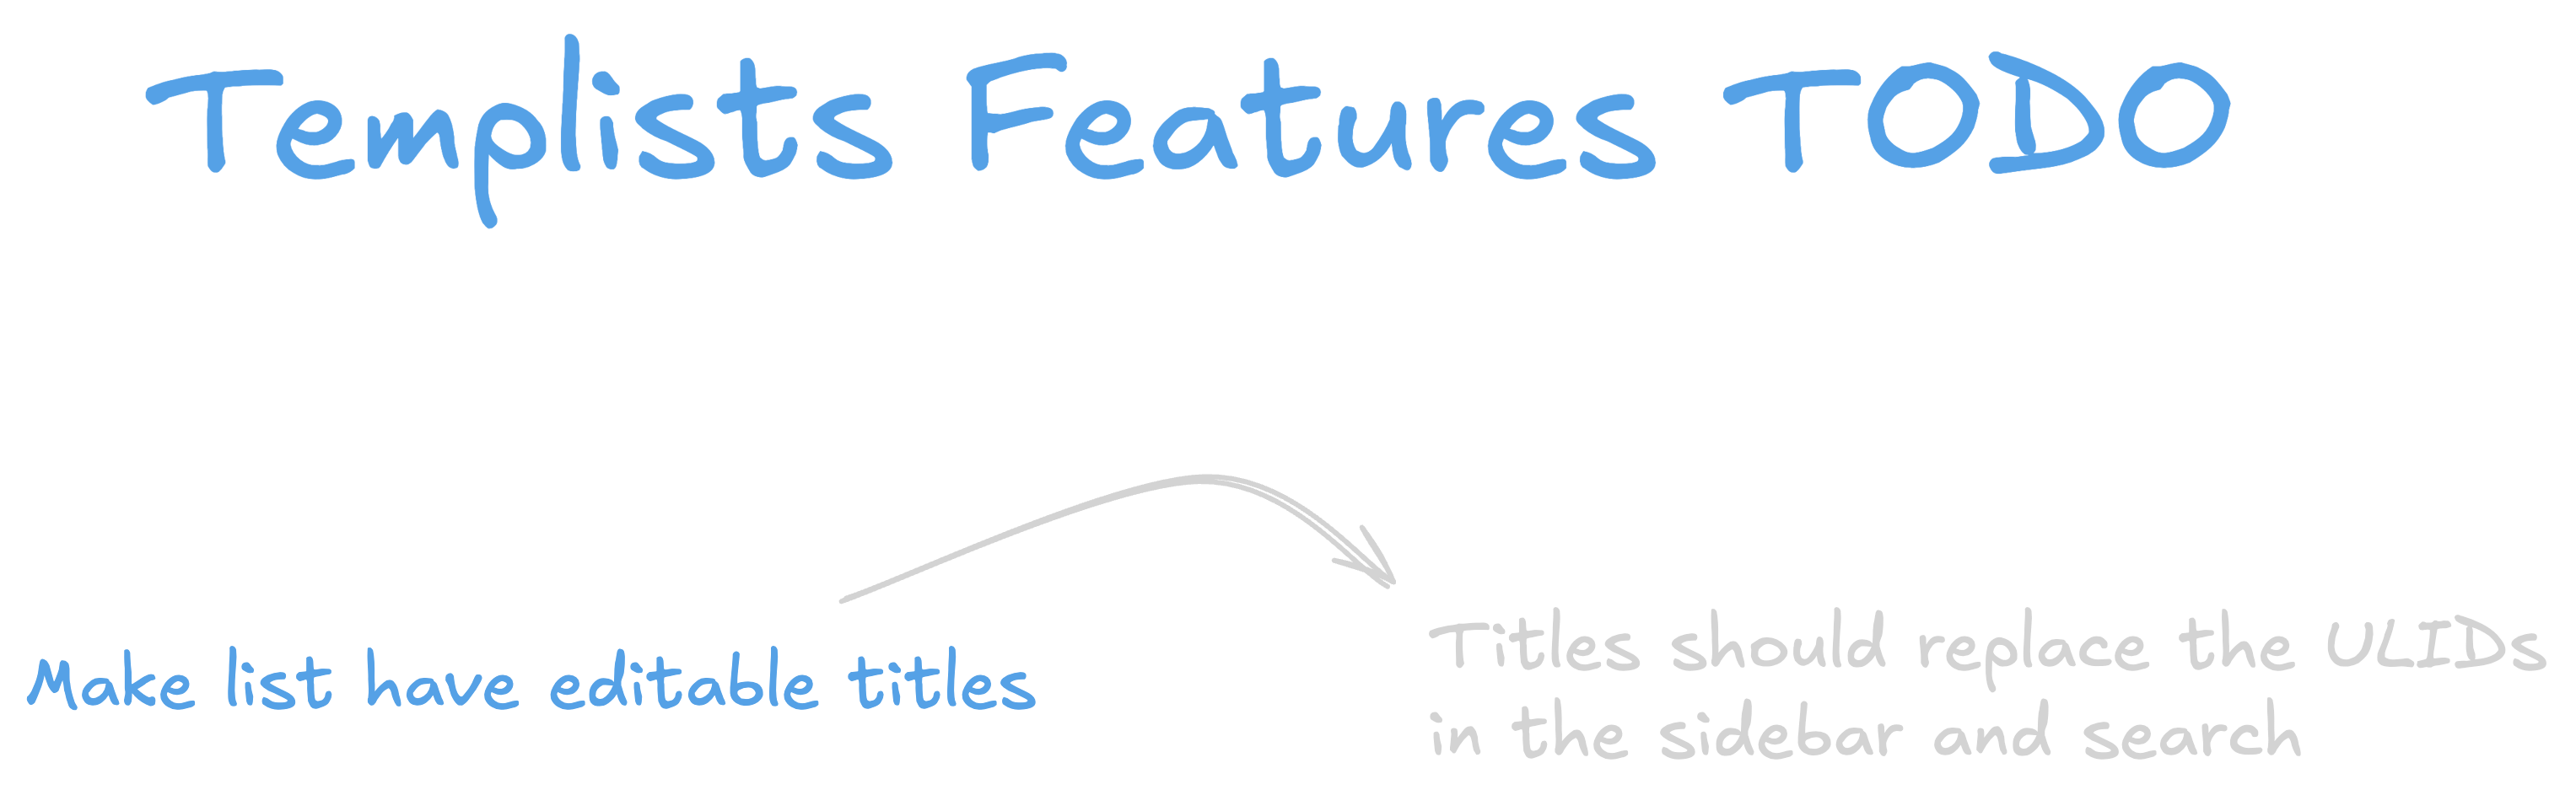 Templists Features TODO
Make list have editable titles
Titles should replace the ULIDs
in the sidebar and search